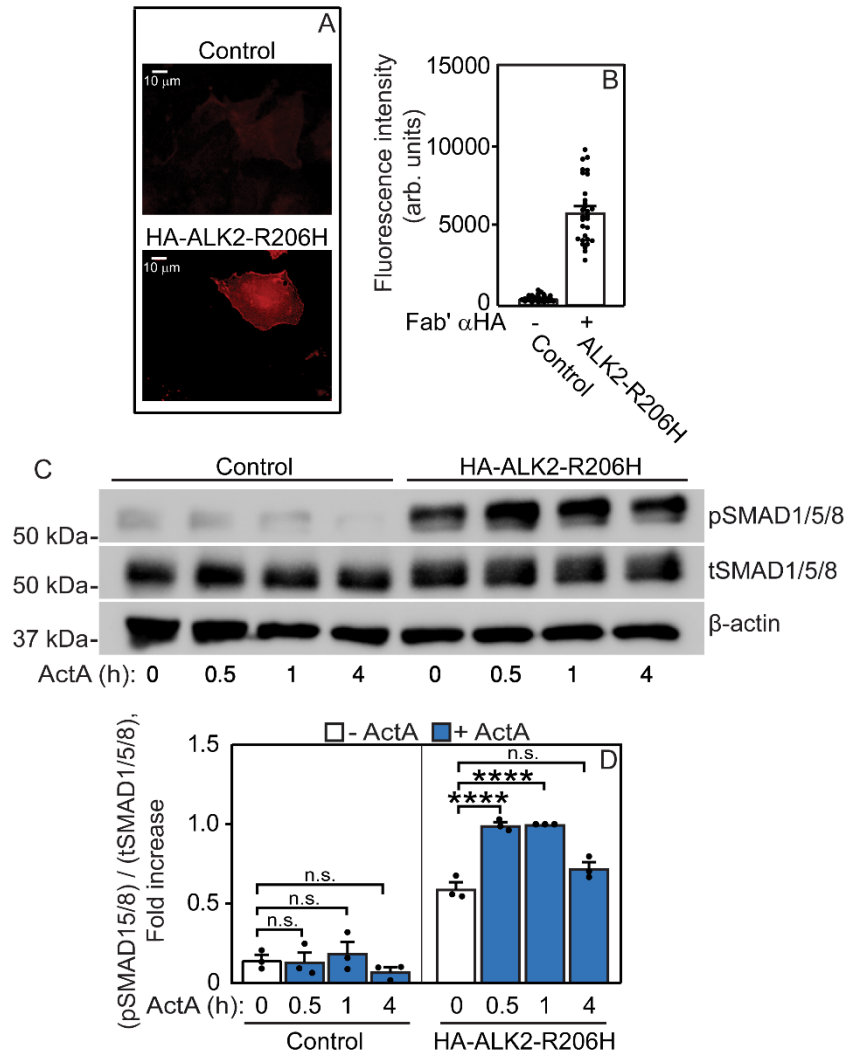 A
Control
10 μm
HA-ALK2-R206H
10 μm
B
Fluorescence intensity
(arb. units)
15000
10000
5000
0
Fab' αHA - +
Control
ALK2-R206H
C
Control HA-ALK2-R206H
pSMAD1/5/8
50 kDa-
tSMAD1/5/8
50 kDa-
β-actin
37 kDa-
ActA (h): 0 0.5 1 4 0 0.5 1 4
- ActA + ActA
D
(pSMAD15/8) / (tSMAD1/5/8),
Fold increase
1.5
1.0
0.5
0
n.s.
n.s.
n.s.
n.s.
****
****
ActA (h): 0 0.5 1 4 0 0.5 1 4
Control HA-ALK2-R206H